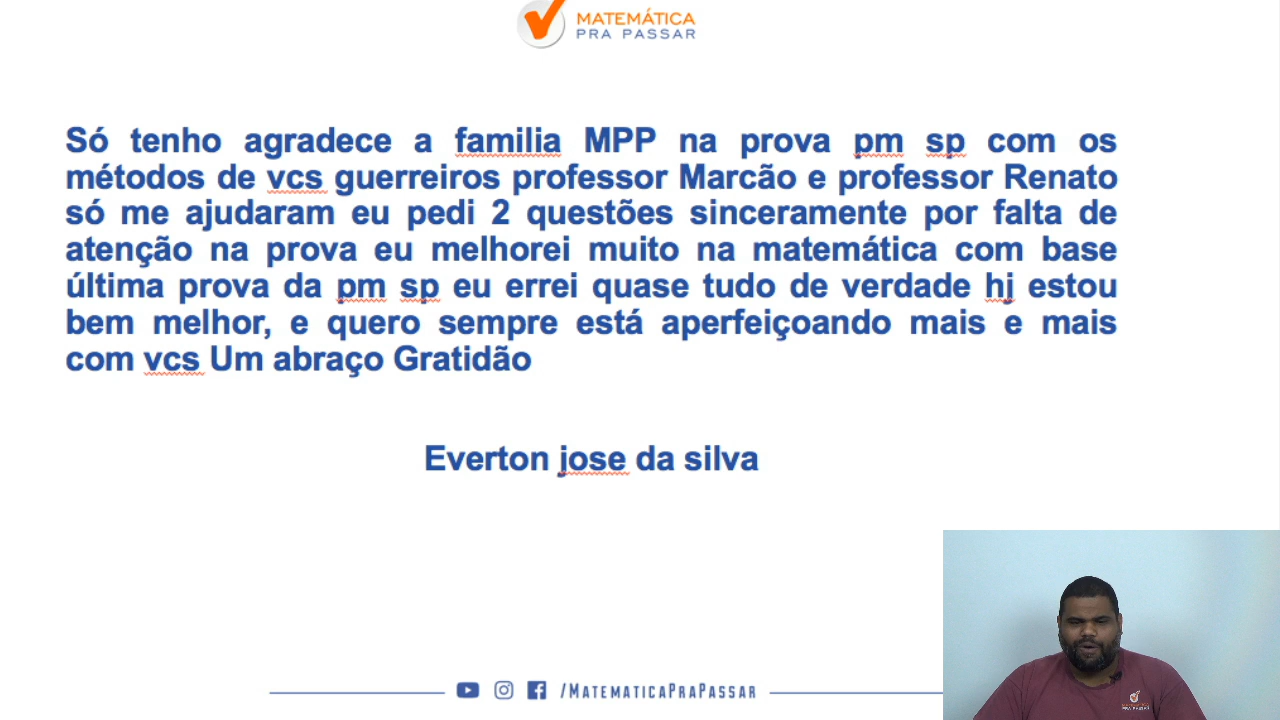 MATEMÁTICA
PRA PASSAR
Só tenho agradece a familia MPP na prova pm sp com os
métodos de vcs guerreiros professor Marcão e professor Renato
só me ajudaram eu pedi 2 questões sinceramente por falta de
atenção na prova eu melhorei muito na matemática com base
última prova da pm sp eu errei quase tudo de verdade hj estou
bem melhor, e quero sempre está aperfeiçoando mais e mais
com vcs Um abraço Gratidão
Everton jose da silva
/MATEMATICAPRAPASSAR
MATEMÁTICA
PRA PASSAR